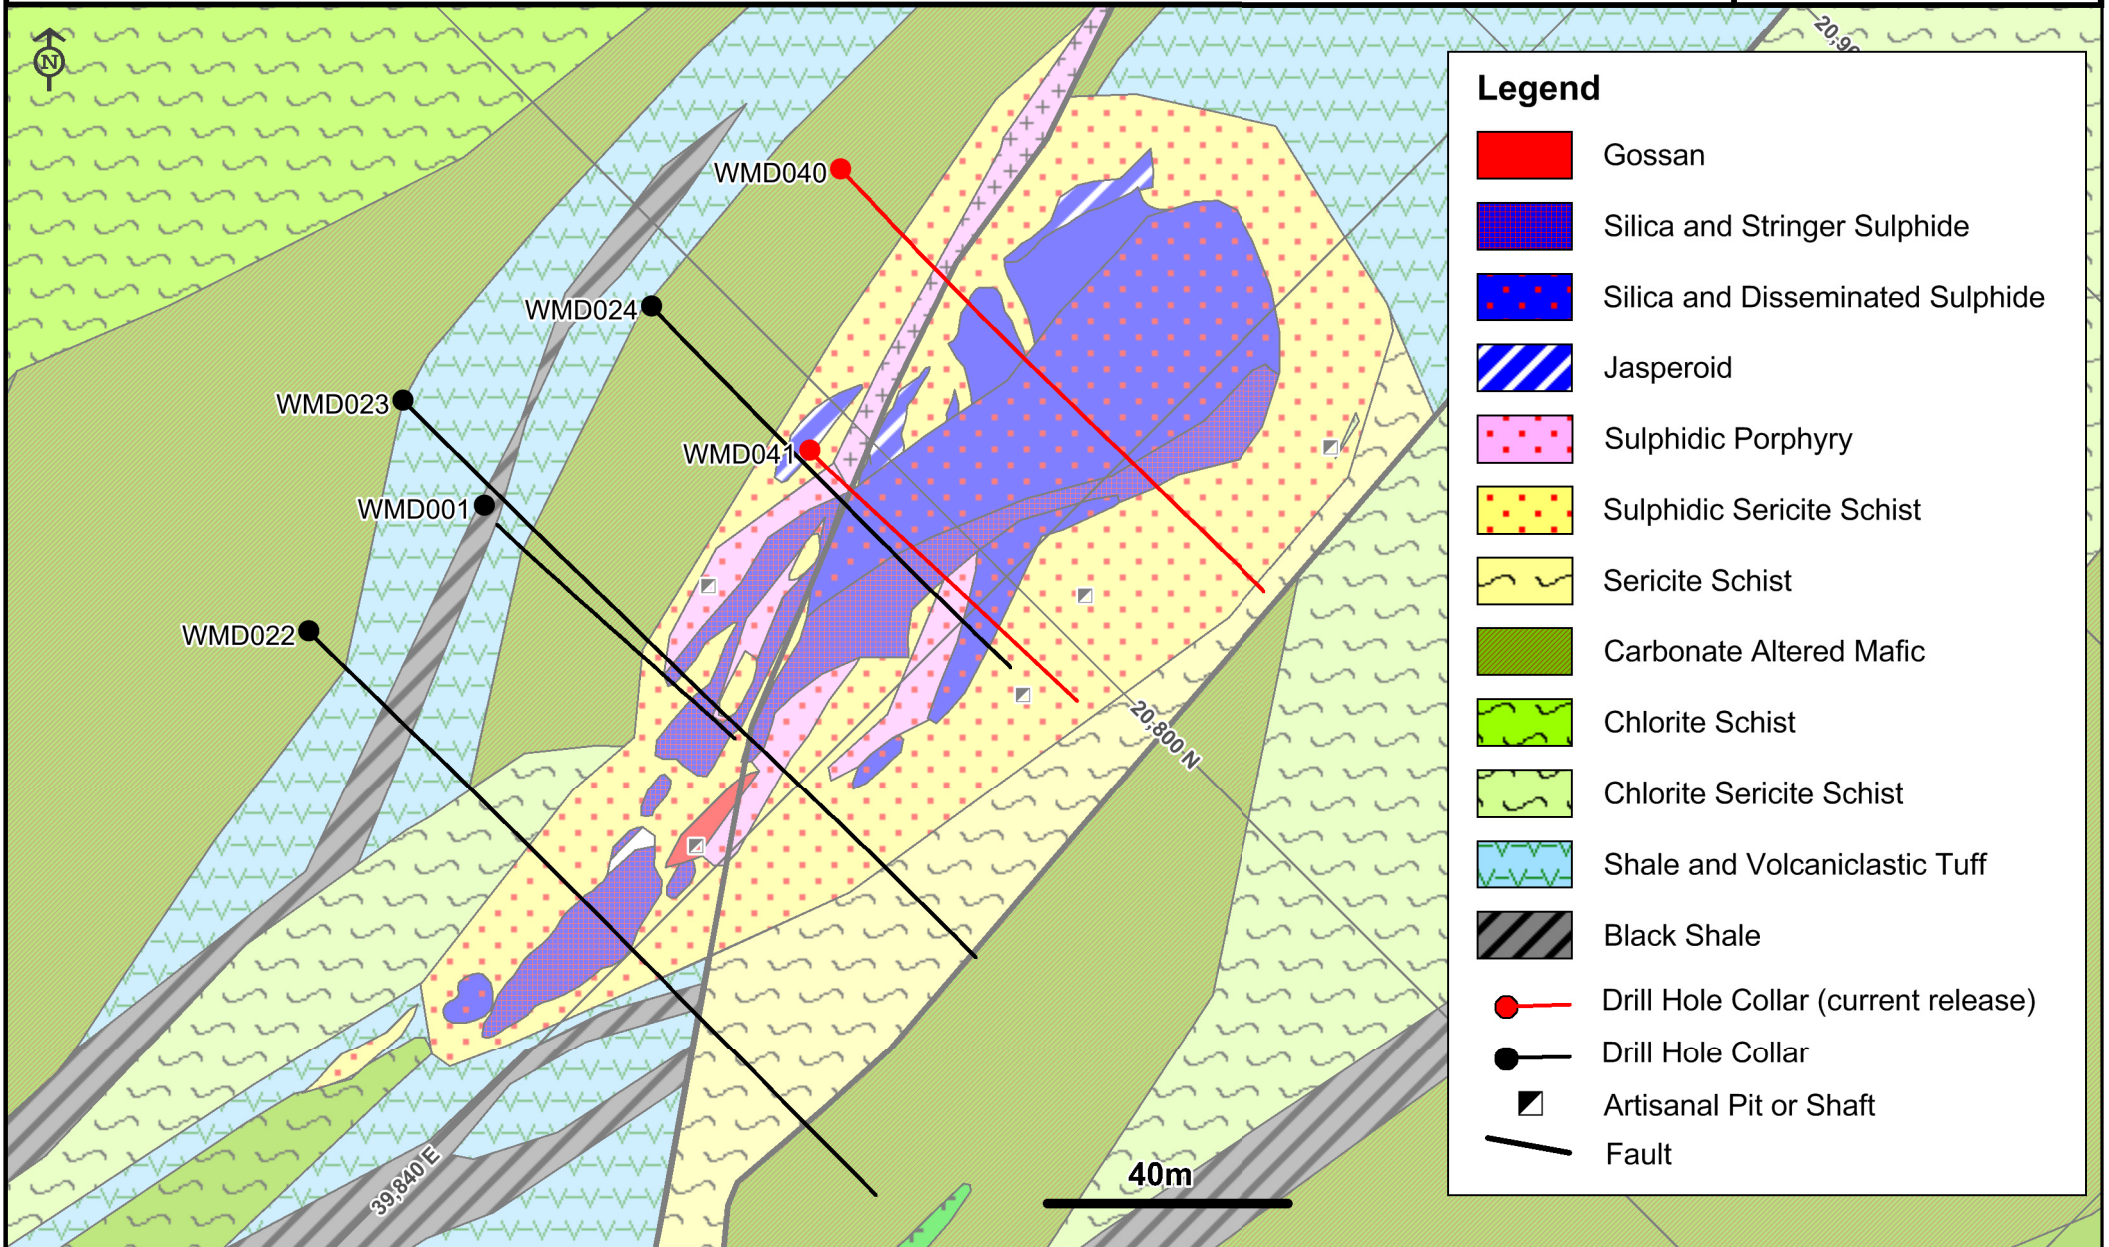 N
WMD040
WMD024
WMD023
WMD041
WMD001
WMD022
20,800 N
39,840 E
40m
Legend
Gossan
Silica and Stringer Sulphide
Silica and Disseminated Sulphide
Jasperoid
Sulphidic Porphyry
Sulphidic Sericite Schist
Sericite Schist
Carbonate Altered Mafic
Chlorite Schist
Chlorite Sericite Schist
Shale and Volcaniclastic Tuff
Black Shale
Drill Hole Collar (current release)
Drill Hole Collar
Artisanal Pit or Shaft
Fault